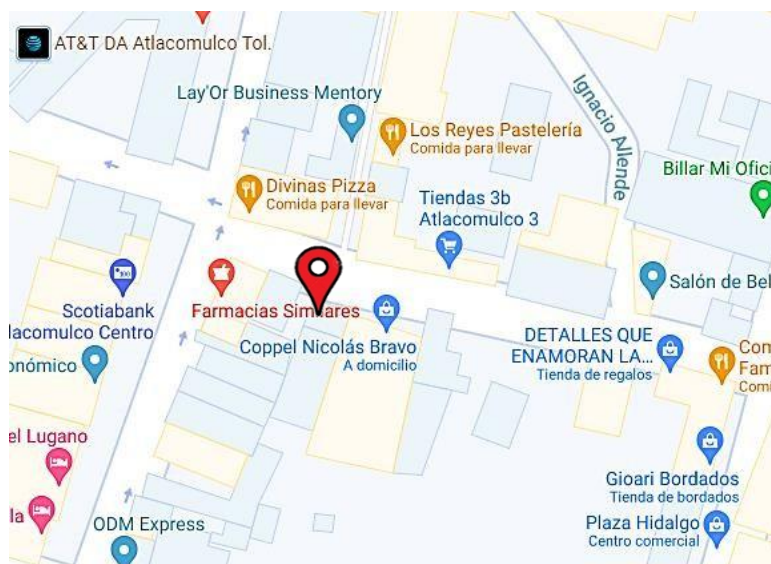 AT&T DA Atlacomulco Tol.
Lay'Or Business Mentory
Ignacio Allende
Los Reyes Pastelería
Comida para llevar
Billar Mi Ofici
Divinas Pizza
Comida para llevar
Tiendas 3b
Atlacomulco 3
Salón de Bel
Scotiabank
lacomulco Centro
Farmacias Similares
Coppel Nicolás Bravo
A domicilio
DETALLES QUE
ENAMORAN LA...
Tienda de regalos
Com
Fam
Comi
onómico
el Lugano
la
Gioari Bordados
Tienda de bordados
ODM Express
Plaza Hidalgo
Centro comercial